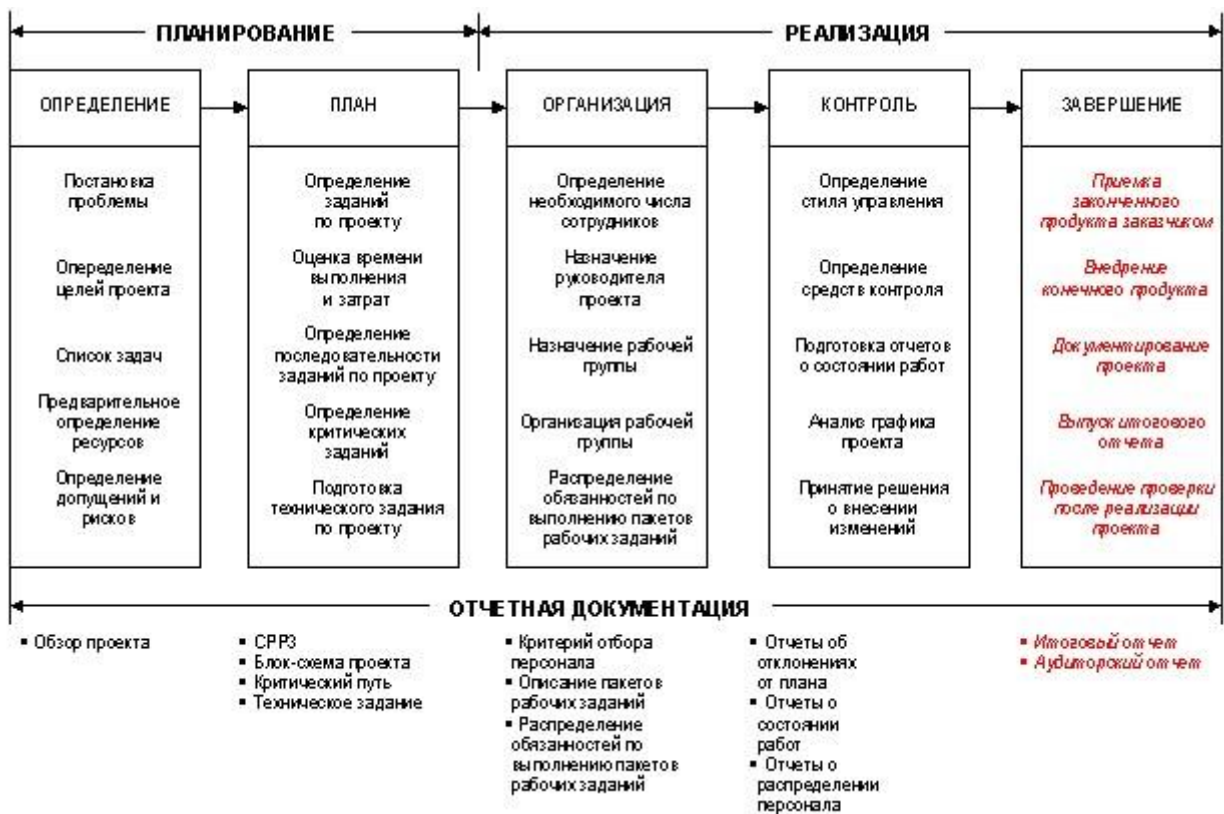 ПЛАНИРОВАНИЕ
РЕАЛИЗАЦИЯ
ОПРЕДЕЛЕНИЕ
Постановка
проблемы
Опеределение
целей проекта
Список задач
Предварительное
определение
ресурсов
Определение
допущений и
рисков
ПЛАН
Определение
заданий
по проекту
Оценка времени
выполнения
и затрат
Определение
последовательности
заданий по проекту
Определение
критических
заданий
Подготовка
технического задания
по проекту
ОРГАНИЗАЦИЯ
Определение
необходимого числа
сотрудников
Назначение
руководителя
проекта
Назначение рабочей
группы
Организация рабочей
группы
Распределение
обязанностей по
выполнению пакетов
рабочих заданий
КОНТРОЛЬ
Определение
стиля управления
Определение
средств контроля
Подготовка отчетов
о состоянии работ
Анализ графика
проекта
Принятие решения
о внесении
изменений
ЗАВЕРШЕНИЕ
Приемка
законченного
продукта заказчиком
Внедрение
конечного продукта
Документирование
проекта
Выпуск итогового
отчета
Проведение проверки
после реализации
проекта
ОТЧЕТНАЯ ДОКУМЕНТАЦИЯ
▪ Обзор проекта
▪ СРРЗ
▪ Блок-схема проекта
▪ Критический путь
▪ Техническое задание
▪ Критерий отбора
персонала
▪ Описание пакетов
рабочих заданий
▪ Распределение
обязанностей по
выполнению пакетов
рабочих заданий
▪ Отчеты об
отклонениях
от плана
▪ Отчеты о
состоянии
работ
▪ Отчеты о
распределении
персонала
▪ Итоговый отчет
▪ Аудиторский отчет